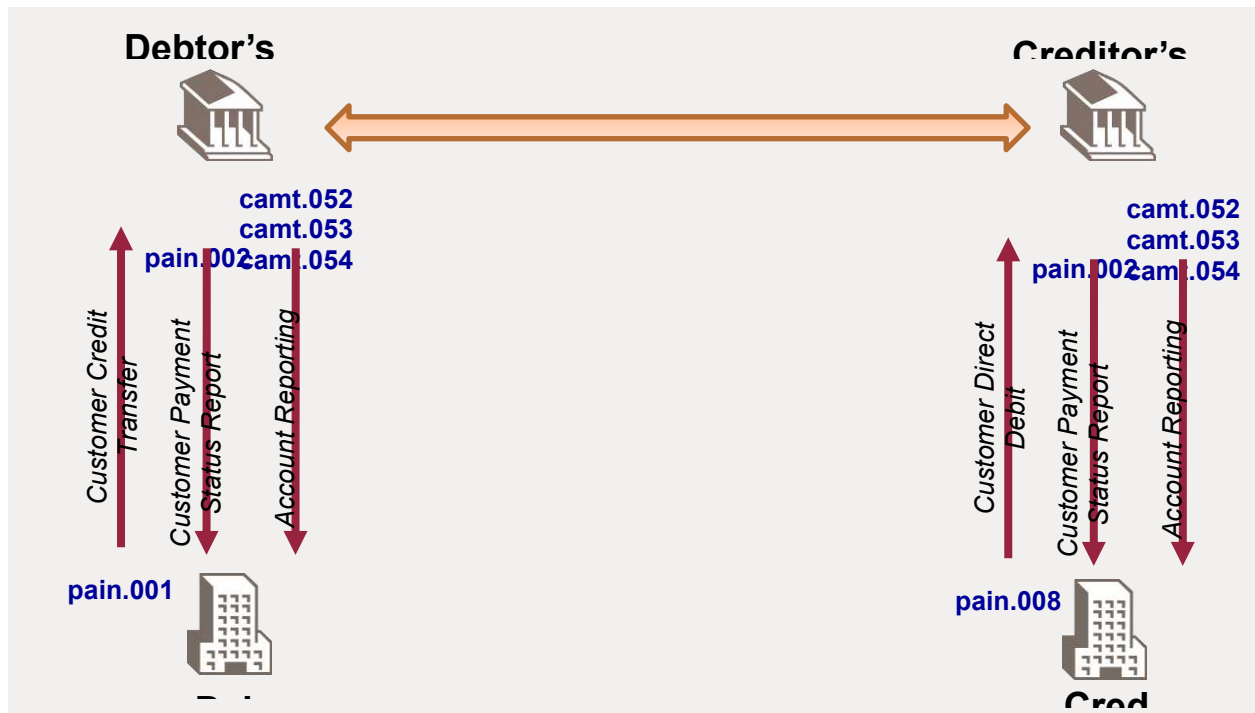 Debtor's
Creditor's
camt.052
camt.053
camt.054
pain.002
camt.052
camt.053
camt.054
pain.002
Customer Credit
Transfer
Customer Payment
Status Report
Account Reporting
Customer Direct
Debit
Customer Payment
Status Report
Account Reporting
pain.001
pain.008
Cred